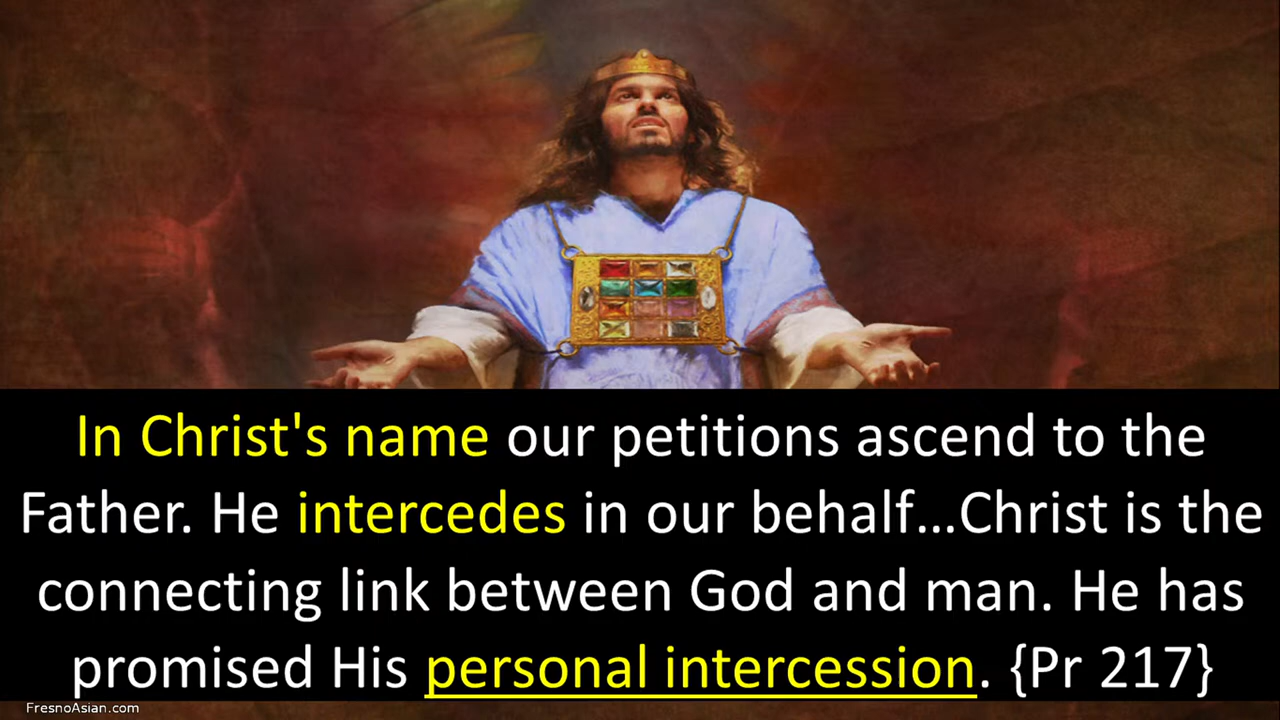 In Christ's name our petitions ascend to the
Father. He intercedes in our behalf...Christ is the
connecting link between God and man. He has
promised His personal intercession. {Pr 217}
FresnoAsian.com